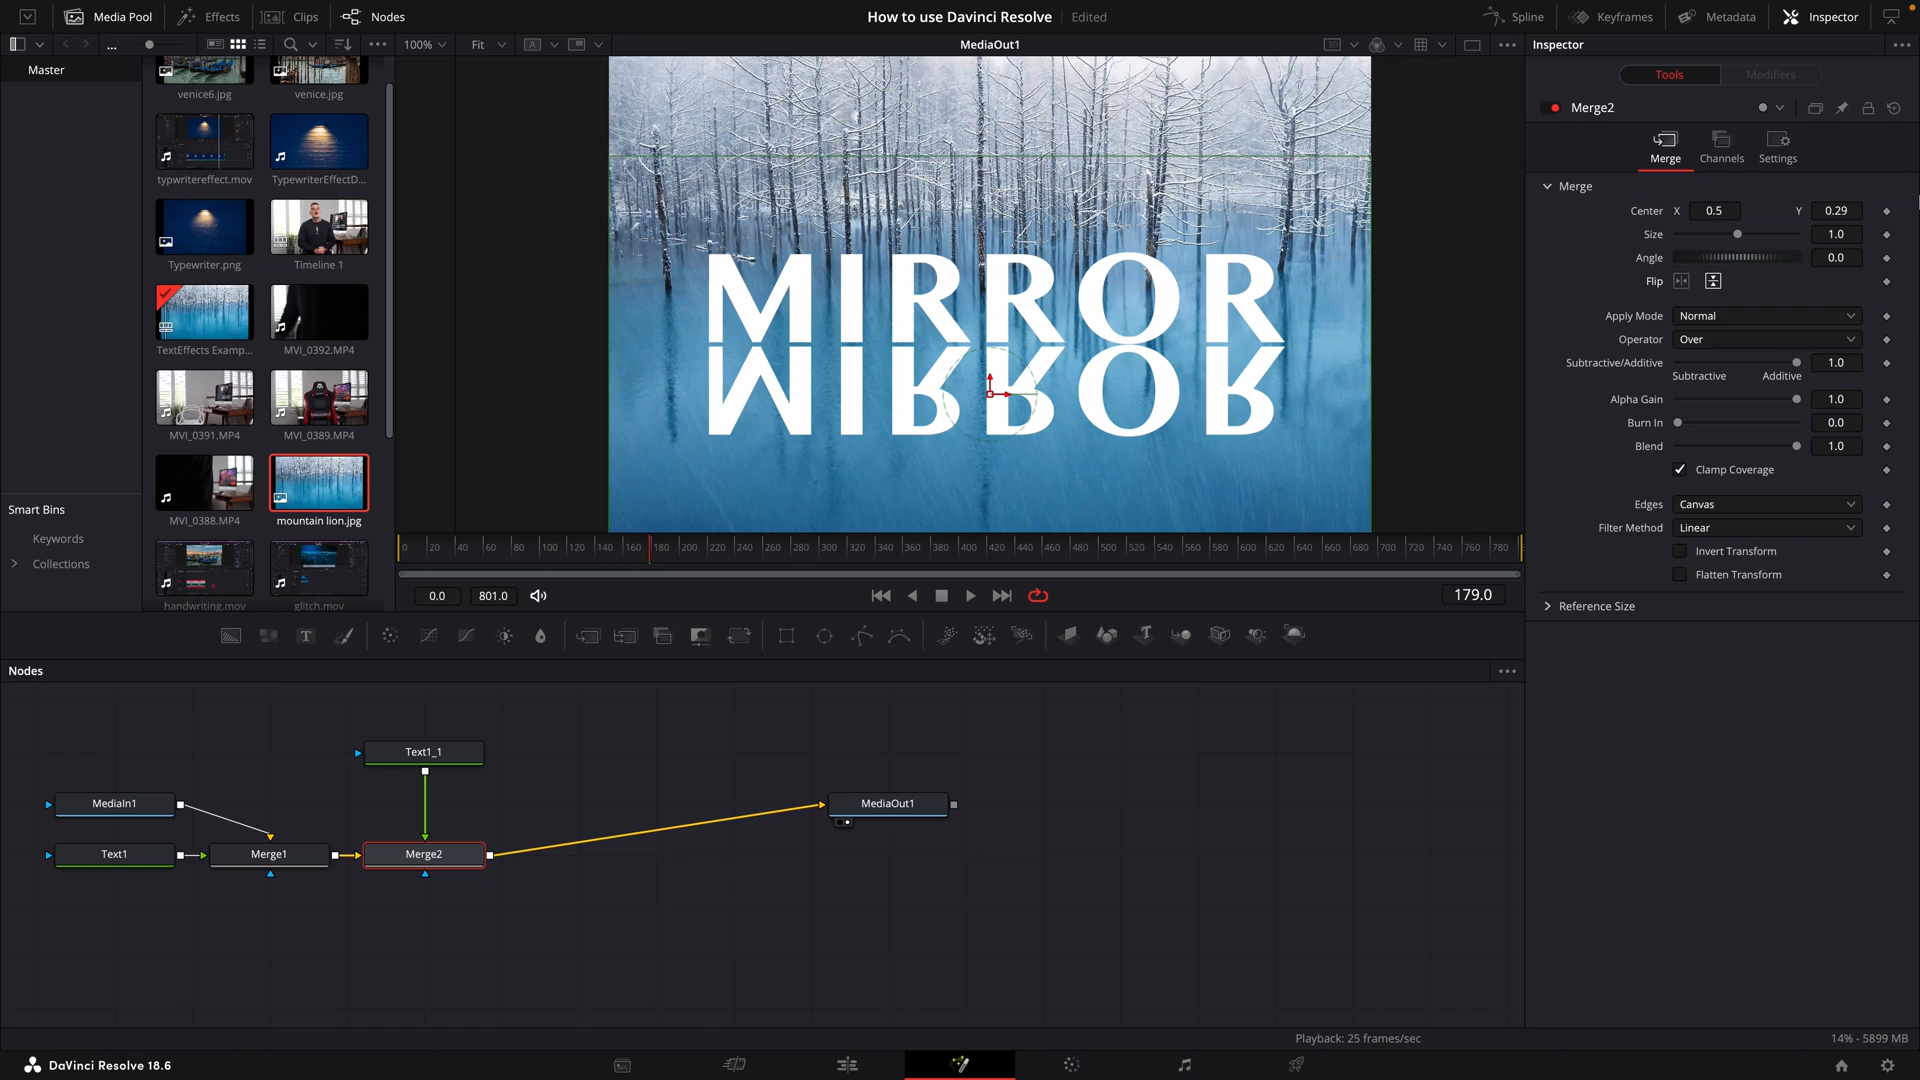 Media Pool Effects Clips Nodes How to use Davinci Resolve Edited Spline Keyframes Metadata Inspector
... 100% Fit A MediaOut1 Inspector
Master
venice6.jpg venice.jpg
typwritereffect.mov TypewriterEffectD...
Typewriter.png Timeline 1
TextEffects Examp... MVI_0392.MP4
MVI_0391.MP4 MVI_0389.MP4
MVI_0388.MP4 mountain lion.jpg
handwriting.mov glitch.mov
Smart Bins
Keywords
Collections
MIRROR
MIRROR
0 20 40 60 80 100 120 140 160 180 200 220 240 260 280 300 320 340 360 380 400 420 440 460 480 500 520 540 560 580 600 620 640 660 680 700 720 740 760 780
0.0 801.0 179.0
Tools Modifiers
Merge2
Merge Channels Settings
Merge
Center X 0.5 Y 0.29
Size 1.0
Angle 0.0
Flip
Apply Mode Normal
Operator Over
Subtractive/Additive 1.0
Subtractive Additive
Alpha Gain 1.0
Burn In 0.0
Blend 1.0
Clamp Coverage
Edges Canvas
Filter Method Linear
Invert Transform
Flatten Transform
Reference Size
T T
Nodes
Text1_1
MediaIn1 MediaOut1
Text1 Merge1 Merge2
Playback: 25 frames/sec 14% - 5899 MB
DaVinci Resolve 18.6